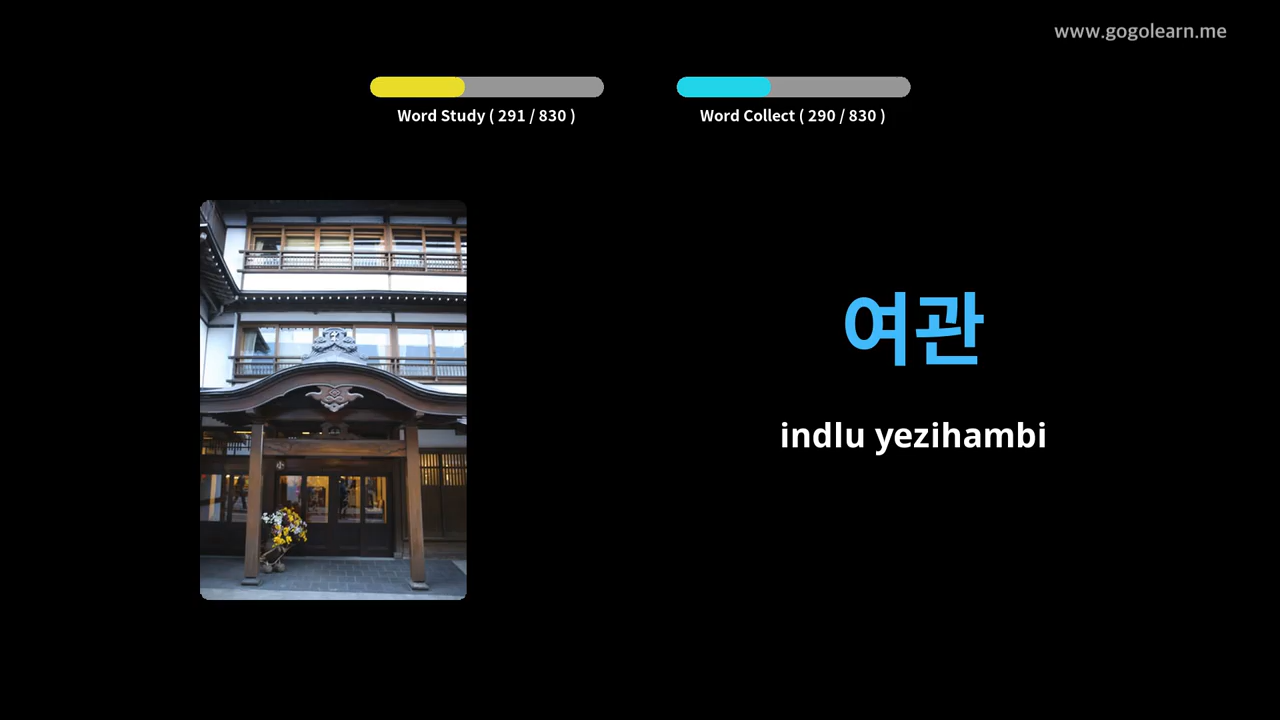 www.gogolearn.me
Word Study ( 291 / 830 )
Word Collect ( 290 / 830 )
여관
indlu yezihambi